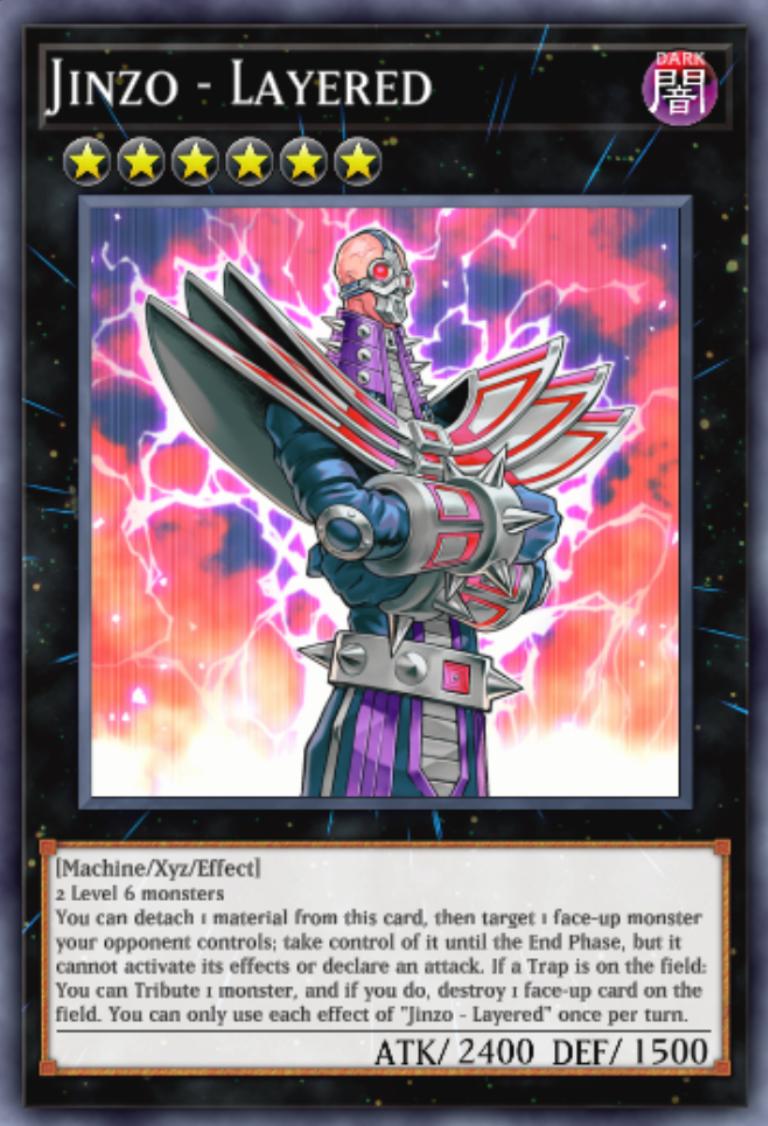 Jinzo - Layered
DARK
闇
[Machine/Xyz/Effect]
2 Level 6 monsters
You can detach 1 material from this card, then target 1 face-up monster
your opponent controls; take control of it until the End Phase, but it
cannot activate its effects or declare an attack. If a Trap is on the field:
You can Tribute 1 monster, and if you do, destroy 1 face-up card on the
field. You can only use each effect of "Jinzo - Layered" once per turn.
ATK/ 2400 DEF/ 1500